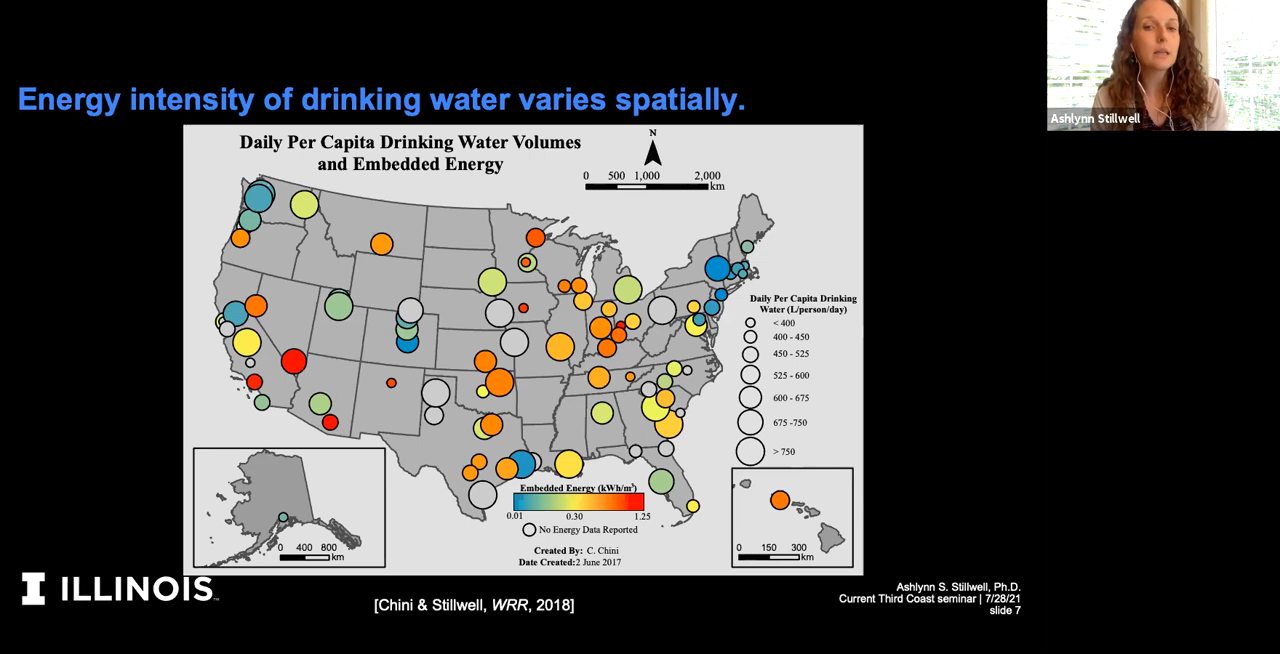 Ashlynn Stillwell
Energy intensity of drinking water varies spatially.
Daily Per Capita Drinking Water Volumes
and Embedded Energy
N
0 500 1,000 2,000
km
Daily Per Capita Drinking
Water (L/person/day)
< 400
400 - 450
450 - 525
525 - 600
600 - 675
675 -750
> 750
Embedded Energy (kWh/m³)
0.01 0.30 1.25
No Energy Data Reported
Created By: C. Chini
Date Created:2 June 2017
0 400 800
km
0 150 300
km
ILLINOIS™
[Chini & Stillwell, WRR, 2018]
Ashlynn S. Stillwell, Ph.D.
Current Third Coast seminar | 7/28/21
slide 7